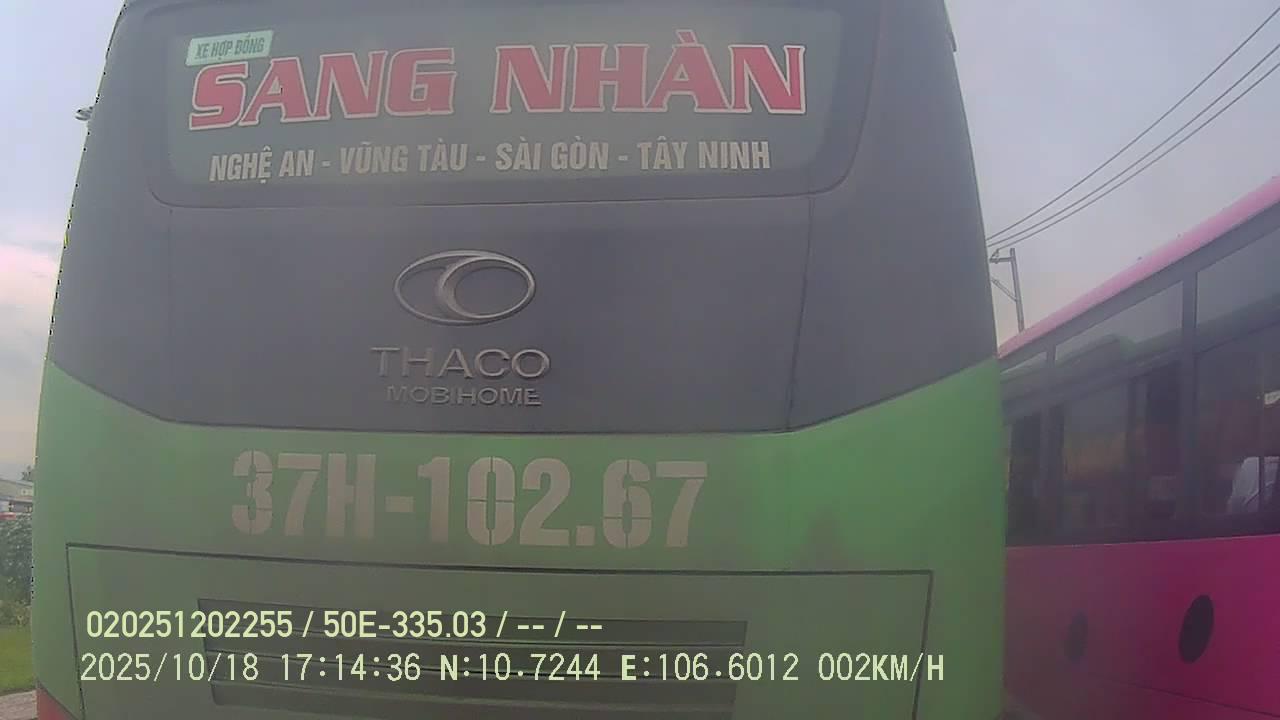 XE HỢP ĐỒNG
SANG NHÀN
NGHỆ AN - VŨNG TÀU - SÀI GÒN - TÂY NINH
THACO
MOBIHOME
37H-102.67
020251202255 / 50E-335.03 / -- / --
2025/10/18 17:14:36 N:10.7244 E:106.6012 002KM/H